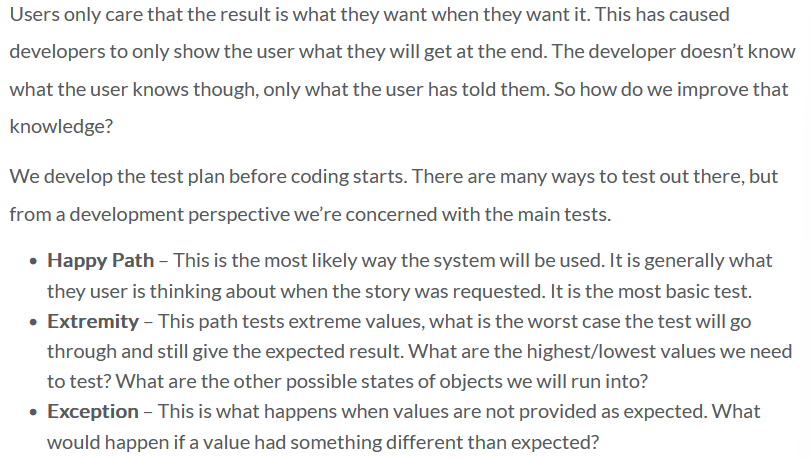 Users only care that the result is what they want when they want it. This has caused
developers to only show the user what they will get at the end. The developer doesn’t know
what the user knows though, only what the user has told them. So how do we improve that
knowledge?
We develop the test plan before coding starts. There are many ways to test out there, but
from a development perspective we’re concerned with the main tests.
• Happy Path – This is the most likely way the system will be used. It is generally what
they user is thinking about when the story was requested. It is the most basic test.
• Extremity – This path tests extreme values, what is the worst case the test will go
through and still give the expected result. What are the highest/lowest values we need
to test? What are the other possible states of objects we will run into?
• Exception – This is what happens when values are not provided as expected. What
would happen if a value had something different than expected?